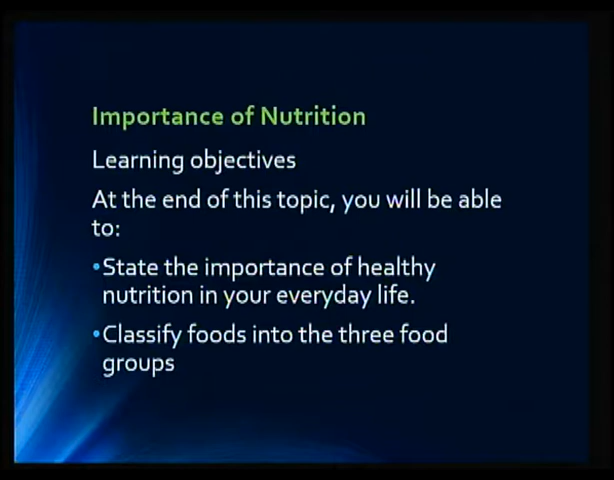 Importance of Nutrition
Learning objectives
At the end of this topic, you will be able
to:
•State the importance of healthy
nutrition in your everyday life.
•Classify foods into the three food
groups